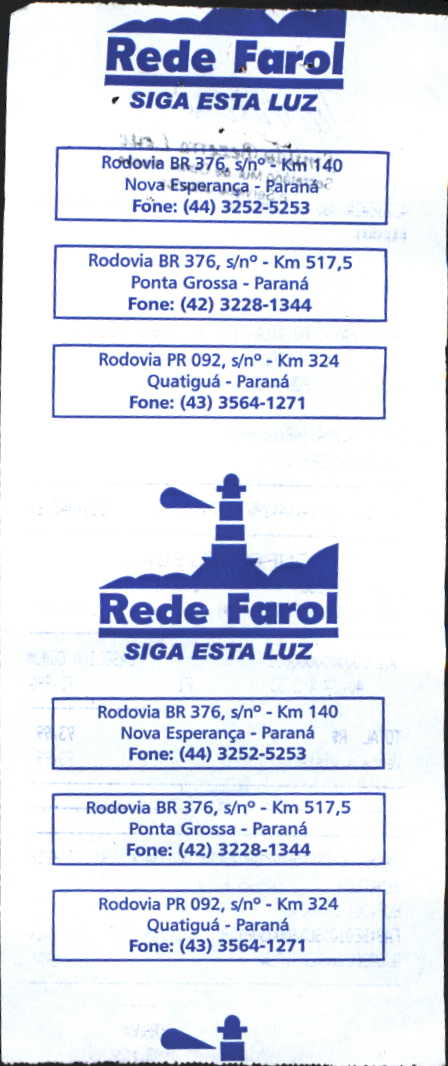 Rede Farol
SIGA ESTA LUZ
Rodovia BR 376, s/nº - Km 140
Nova Esperança - Paraná
Fone: (44) 3252-5253
Rodovia BR 376, s/nº - Km 517,5
Ponta Grossa - Paraná
Fone: (42) 3228-1344
Rodovia PR 092, s/nº - Km 324
Quatiguá - Paraná
Fone: (43) 3564-1271
Rede Farol
SIGA ESTA LUZ
Rodovia BR 376, s/nº - Km 140
Nova Esperança - Paraná
Fone: (44) 3252-5253
Rodovia BR 376, s/nº - Km 517,5
Ponta Grossa - Paraná
Fone: (42) 3228-1344
TOTAL R$ 93,99
Rodovia PR 092, s/nº - Km 324
Quatiguá - Paraná
Fone: (43) 3564-1271